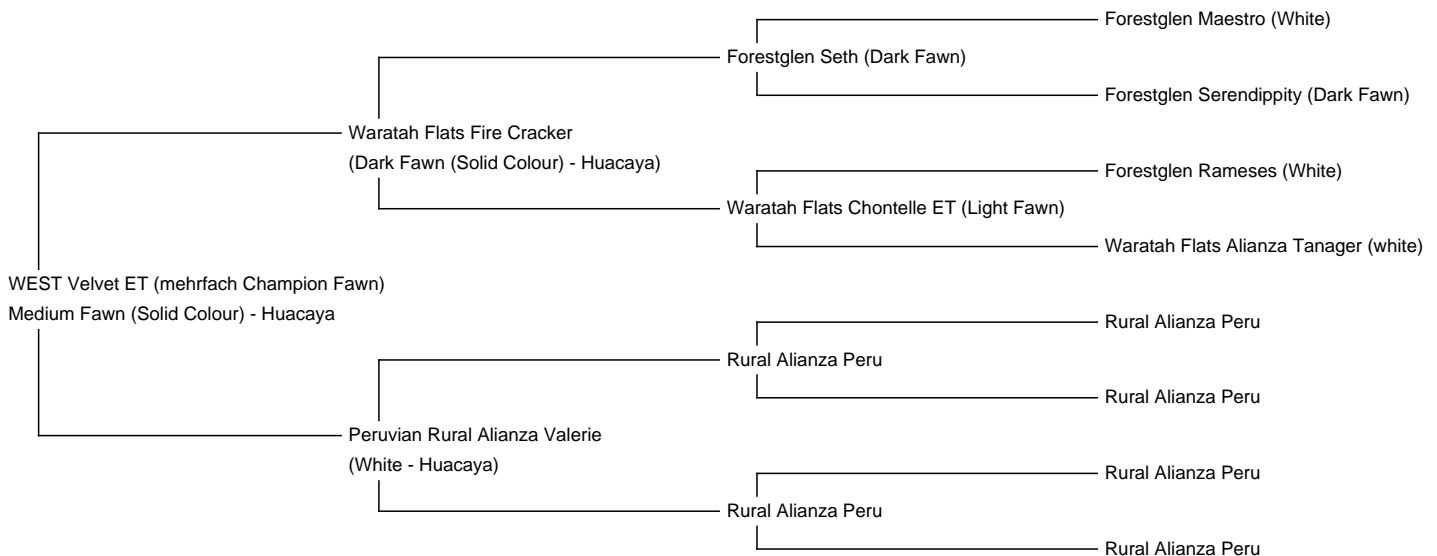 Forestglen Maestro (White)
Forestglen Seth (Dark Fawn)
Forestglen Serendippity (Dark Fawn)
Waratah Flats Fire Cracker
(Dark Fawn (Solid Colour) - Huacaya)
Forestglen Rameses (White)
Waratah Flats Chontelle ET (Light Fawn)
Waratah Flats Alianza Tanager (white)
WEST Velvet ET (mehrfach Champion Fawn)
Medium Fawn (Solid Colour) - Huacaya
Rural Alianza Peru
Rural Alianza Peru
Rural Alianza Peru
Peruvian Rural Alianza Valerie
(White - Huacaya)
Rural Alianza Peru
Rural Alianza Peru
Rural Alianza Peru